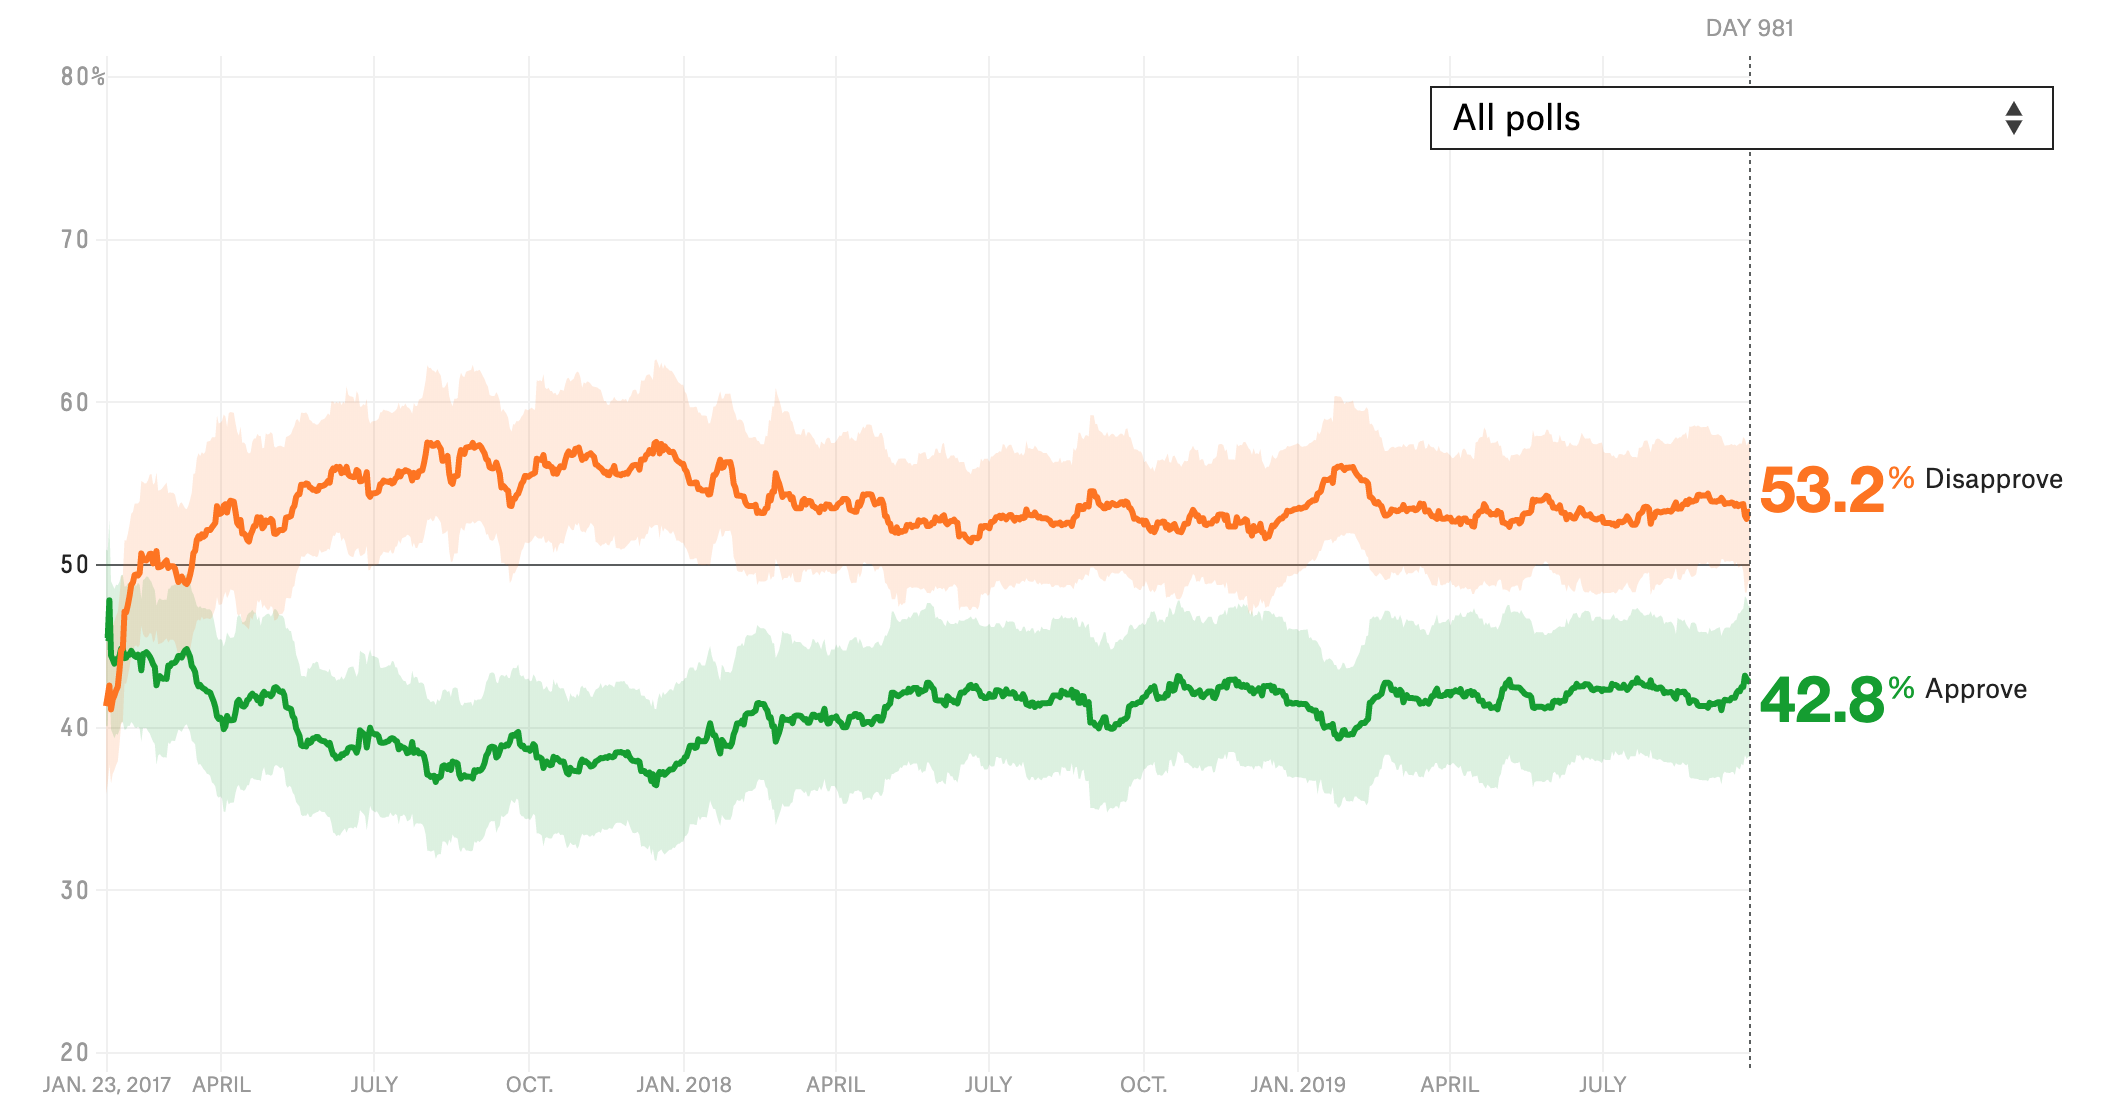 DAY 981
80%
All polls
70
60
53.2% Disapprove
50
42.8% Approve
40
30
20
JAN. 23, 2017 APRIL JULY OCT. JAN. 2018 APRIL JULY OCT. JAN. 2019 APRIL JULY